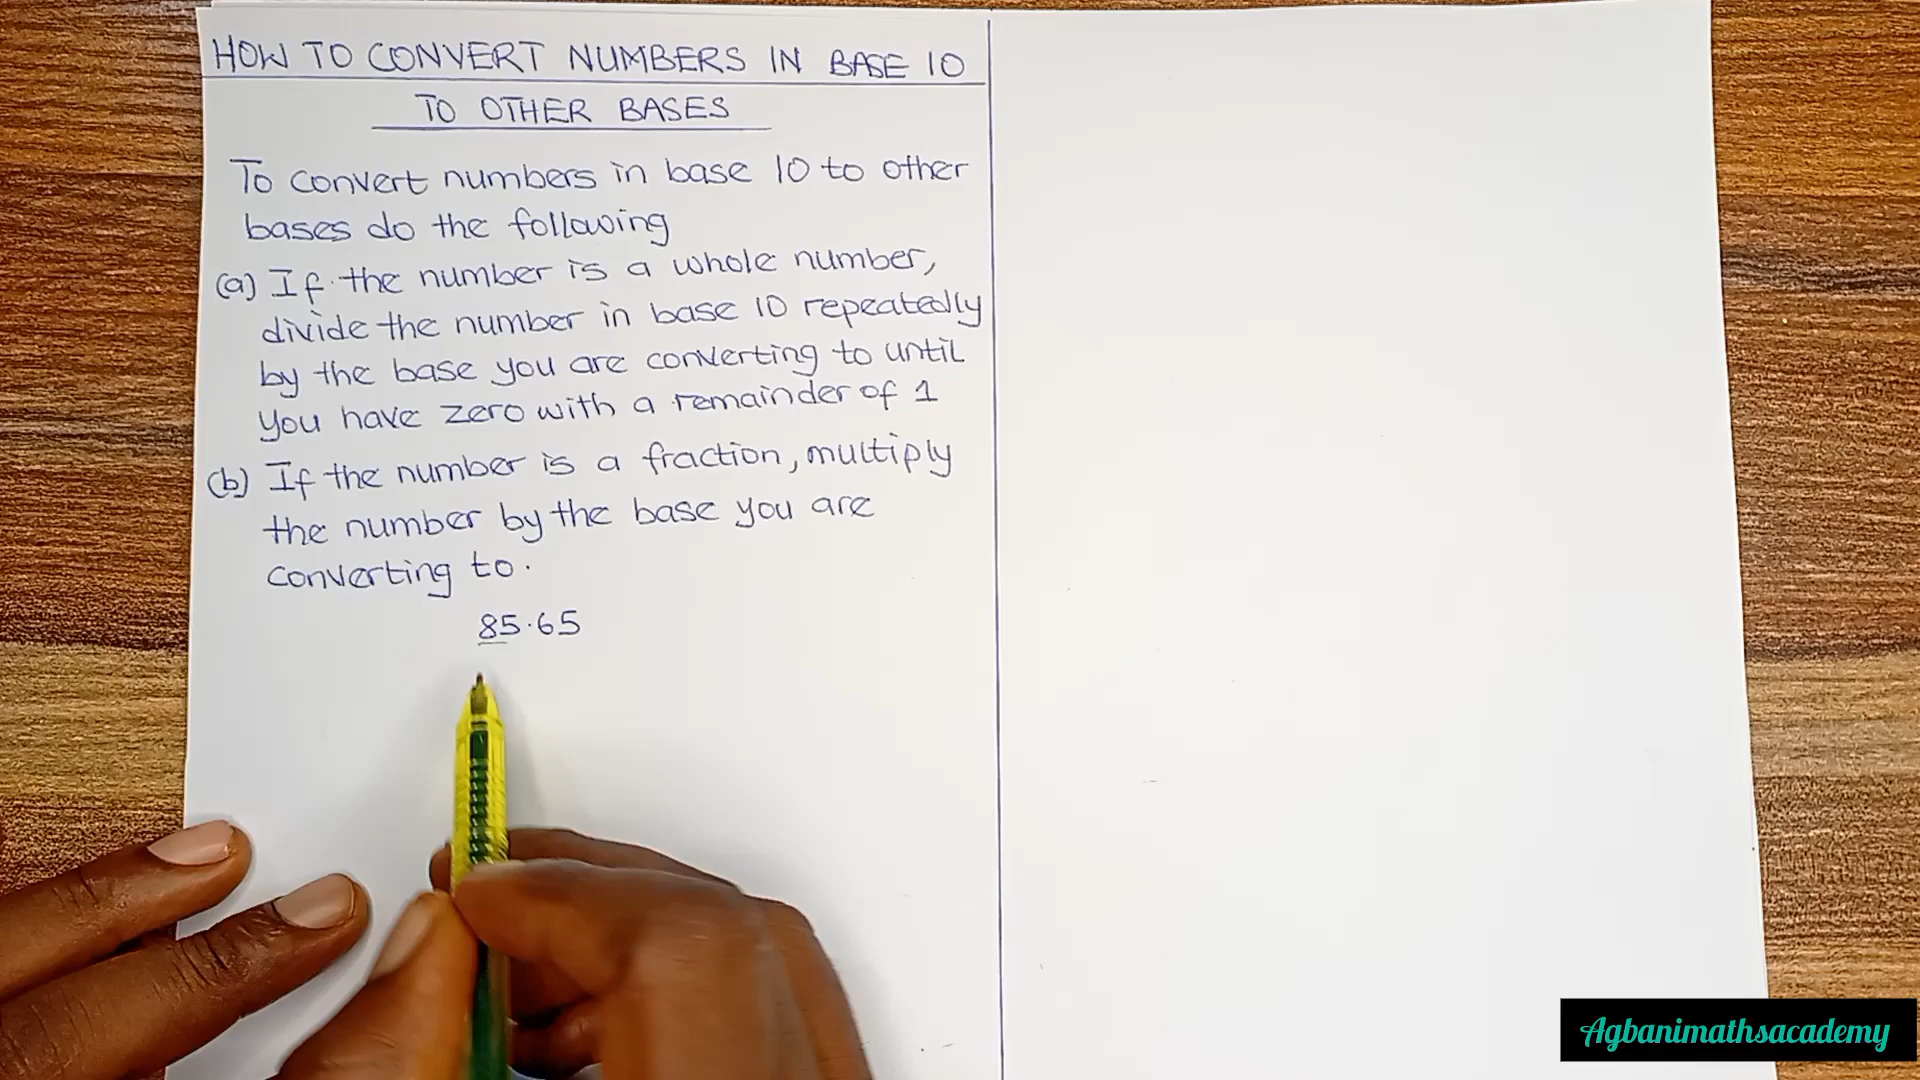 HOW TO CONVERT NUMBERS IN BASE 10
TO OTHER BASES
To convert numbers in base 10 to other
bases do the following
(a) If the number is a whole number,
divide the number in base 10 repeatedly
by the base you are converting to until
you have zero with a remainder of 1
(b) If the number is a fraction, multiply
the number by the base you are
converting to.
85.65
Agbanimathsacademy